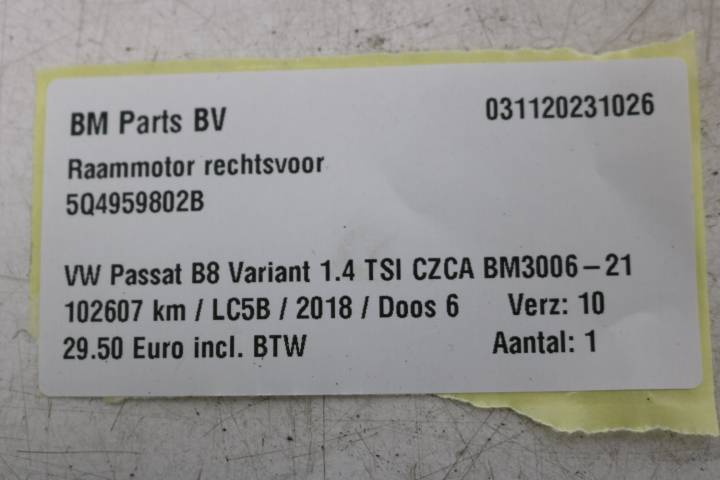 BM Parts BV 031120231026
Raammotor rechtsvoor
5Q4959802B
VW Passat B8 Variant 1.4 TSI CZCA BM3006-21
102607 km / LC5B / 2018 / Doos 6 Verz: 10
29.50 Euro incl. BTW Aantal: 1